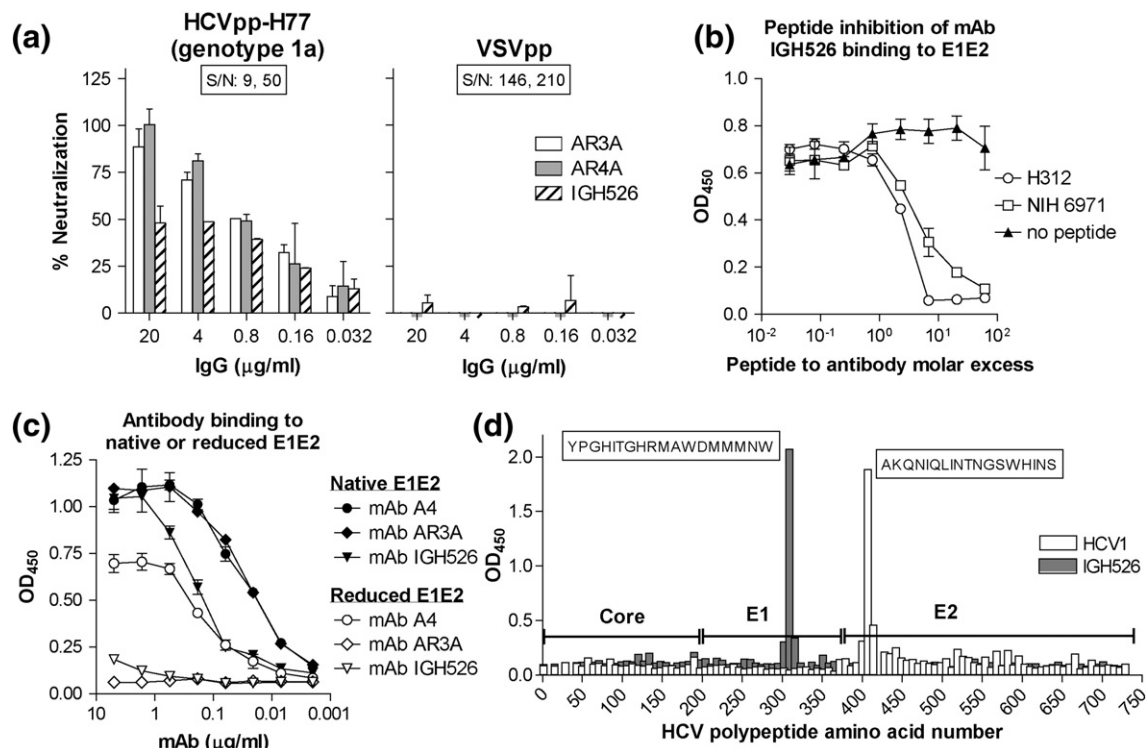 (a)
HCVpp-H77
(genotype 1a)
S/N: 9, 50
VSVpp
S/N: 146, 210
AR3A
AR4A
IGH526
% Neutralization
125
100
75
50
25
0
20 4 0.8 0.16 0.032
20 4 0.8 0.16 0.032
IgG (μg/ml)
IgG (μg/ml)
(b)
Peptide inhibition of mAb
IGH526 binding to E1E2
OD450
1.0
0.8
0.6
0.4
0.2
0.0
H312
NIH 6971
no peptide
10-2 10-1 100 101 102
Peptide to antibody molar excess
(c)
Antibody binding to
native or reduced E1E2
OD450
1.25
1.00
0.75
0.50
0.25
0.00
10 1 0.1 0.01 0.001
mAb (μg/ml)
Native E1E2
mAb A4
mAb AR3A
mAb IGH526
Reduced E1E2
mAb A4
mAb AR3A
mAb IGH526
(d)
YPGHITGHRMAWDMMMNW
AKQNIQLINTNGSWHINS
OD450
2.0
1.5
1.0
0.5
0.0
HCV1
IGH526
Core E1 E2
0 50 100 150 200 250 300 350 400 450 500 550 600 650 700 750
HCV polypeptide amino acid number